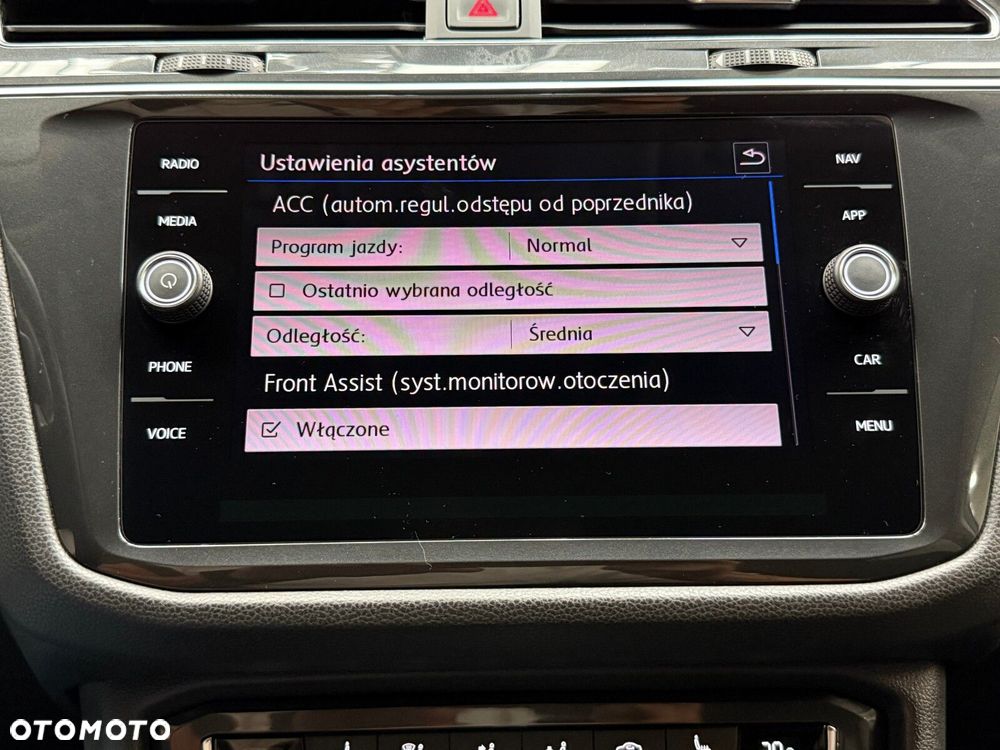 RADIO
MEDIA
PHONE
VOICE
Ustawienia asystentów
ACC (autom.regul.odstępu od poprzednika)
Program jazdy: Normal
Ostatnio wybrana odległość
Odległość: Średnia
Front Assist (syst.monitorow.otoczenia)
Włączone
NAV
APP
CAR
MENU
OTOMOTO